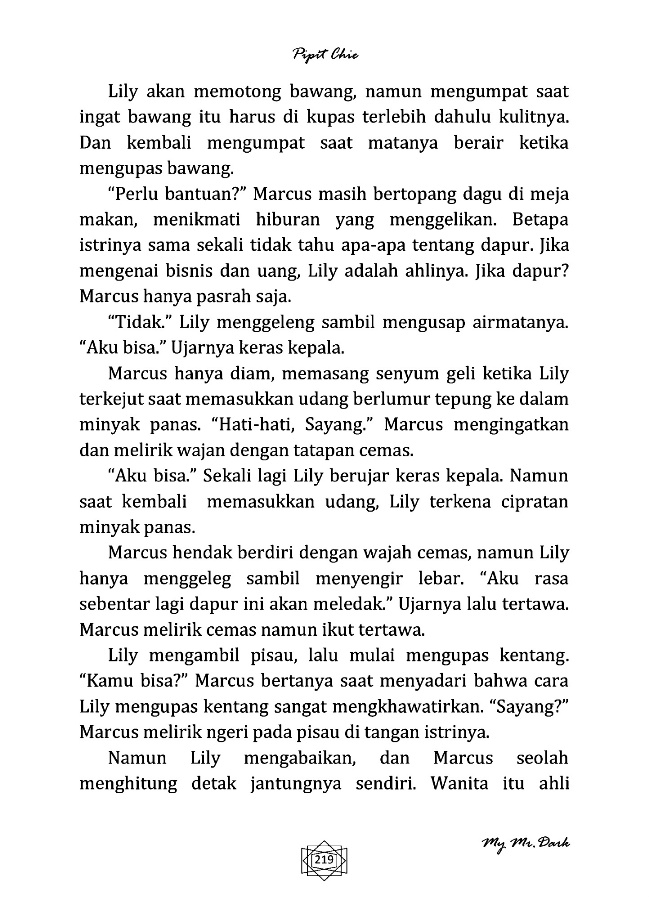 Pipit Chie
Lily akan memotong bawang, namun mengumpat saat
ingat bawang itu harus di kupas terlebih dahulu kulitnya.
Dan kembali mengumpat saat matanya berair ketika
mengupas bawang.
“Perlu bantuan?” Marcus masih bertopang dagu di meja
makan, menikmati hiburan yang menggelikan. Betapa
istrinya sama sekali tidak tahu apa-apa tentang dapur. Jika
mengenai bisnis dan uang, Lily adalah ahlinya. Jika dapur?
Marcus hanya pasrah saja.
“Tidak.” Lily menggeleng sambil mengusap airmatanya.
“Aku bisa.” Ujarnya keras kepala.
Marcus hanya diam, memasang senyum geli ketika Lily
terkejut saat memasukkan udang berlumur tepung ke dalam
minyak panas. “Hati-hati, Sayang.” Marcus mengingatkan
dan melirik wajan dengan tatapan cemas.
“Aku bisa.” Sekali lagi Lily berujar keras kepala. Namun
saat kembali memasukkan udang, Lily terkena cipratan
minyak panas.
Marcus hendak berdiri dengan wajah cemas, namun Lily
hanya menggeleg sambil menyengir lebar. “Aku rasa
sebentar lagi dapur ini akan meledak.” Ujarnya lalu tertawa.
Marcus melirik cemas namun ikut tertawa.
Lily mengambil pisau, lalu mulai mengupas kentang.
“Kamu bisa?” Marcus bertanya saat menyadari bahwa cara
Lily mengupas kentang sangat mengkhawatirkan. “Sayang?”
Marcus melirik ngeri pada pisau di tangan istrinya.
Namun Lily mengabaikan, dan Marcus seolah
menghitung detak jantungnya sendiri. Wanita itu ahli
My Mr. Dark
219